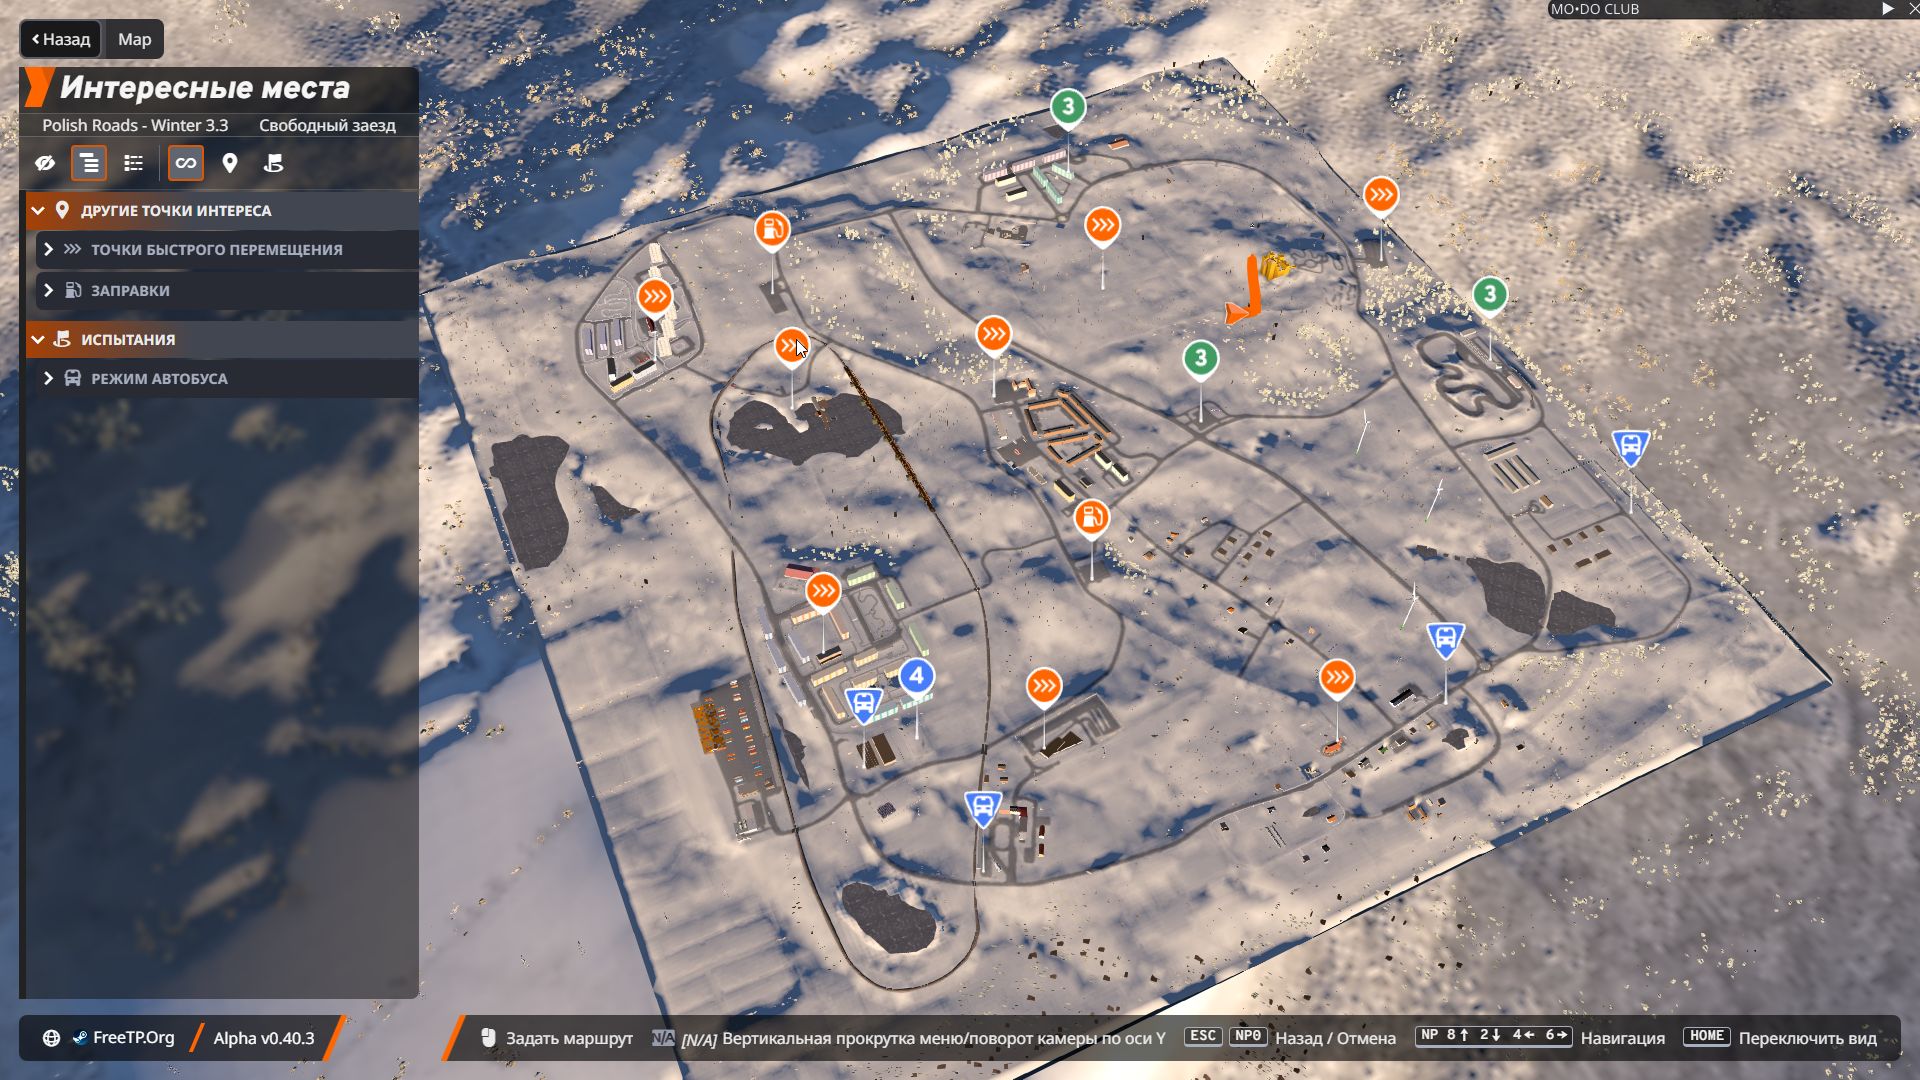 MO•DO CLUB
Назад
Map
Интересные места
Polish Roads - Winter 3.3 Свободный заезд
ДРУГИЕ ТОЧКИ ИНТЕРЕСА
ТОЧКИ БЫСТРОГО ПЕРЕМЕЩЕНИЯ
ЗАПРАВКИ
ИСПЫТАНИЯ
РЕЖИМ АВТОБУСА
3
3
3
4
FreeTP.Org Alpha v0.40.3
Задать маршрут N/A [N/A] Вертикальная прокрутка меню/поворот камеры по оси Y ESC NP0 Назад / Отмена NP 8↑ 2↓ 4← 6→ Навигация HOME Переключить вид